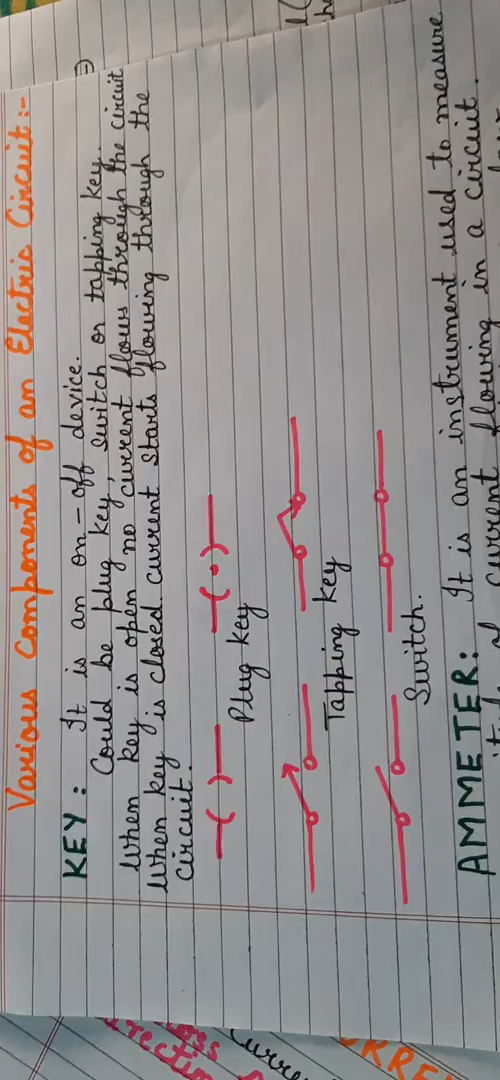 Various Components of an Electric Circuit:-
KEY: It is an on-off device.
Could be plug key, switch or tapping key.
When key is open no current flows through the circuit
When key is closed current starts flowing through the
circuit.
Plug key
Tapping key
Switch.
AMMETER: It is an instrument used to measure
of current flowing in a circuit.